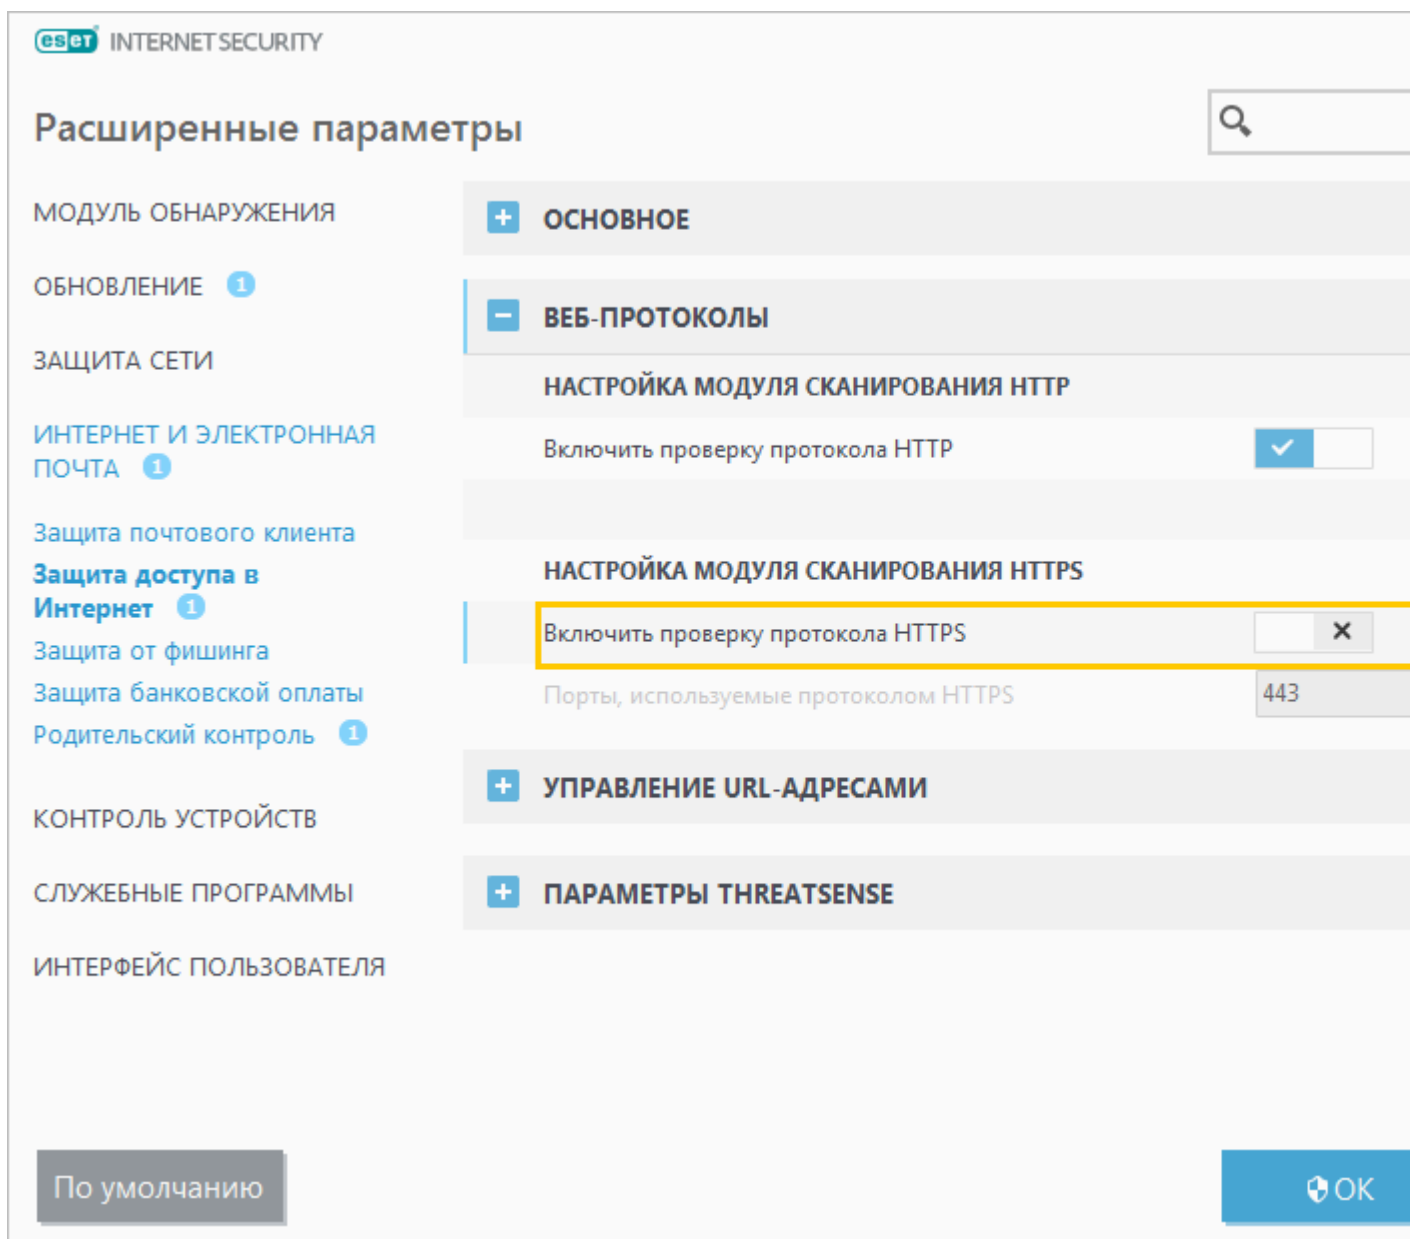 eset INTERNET SECURITY
Расширенные параметры
МОДУЛЬ ОБНАРУЖЕНИЯ
ОБНОВЛЕНИЕ 1
ЗАЩИТА СЕТИ
ИНТЕРНЕТ И ЭЛЕКТРОННАЯ
ПОЧТА 1
Защита почтового клиента
Защита доступа в
Интернет 1
Защита от фишинга
Защита банковской оплаты
Родительский контроль 1
КОНТРОЛЬ УСТРОЙСТВ
СЛУЖЕБНЫЕ ПРОГРАММЫ
ИНТЕРФЕЙС ПОЛЬЗОВАТЕЛЯ
ОСНОВНОЕ
ВЕБ-ПРОТОКОЛЫ
НАСТРОЙКА МОДУЛЯ СКАНИРОВАНИЯ HTTP
Включить проверку протокола HTTP
НАСТРОЙКА МОДУЛЯ СКАНИРОВАНИЯ HTTPS
Включить проверку протокола HTTPS
Порты, используемые протоколом HTTPS 443
УПРАВЛЕНИЕ URL-АДРЕСАМИ
ПАРАМЕТРЫ THREATSENSE
По умолчанию
OK